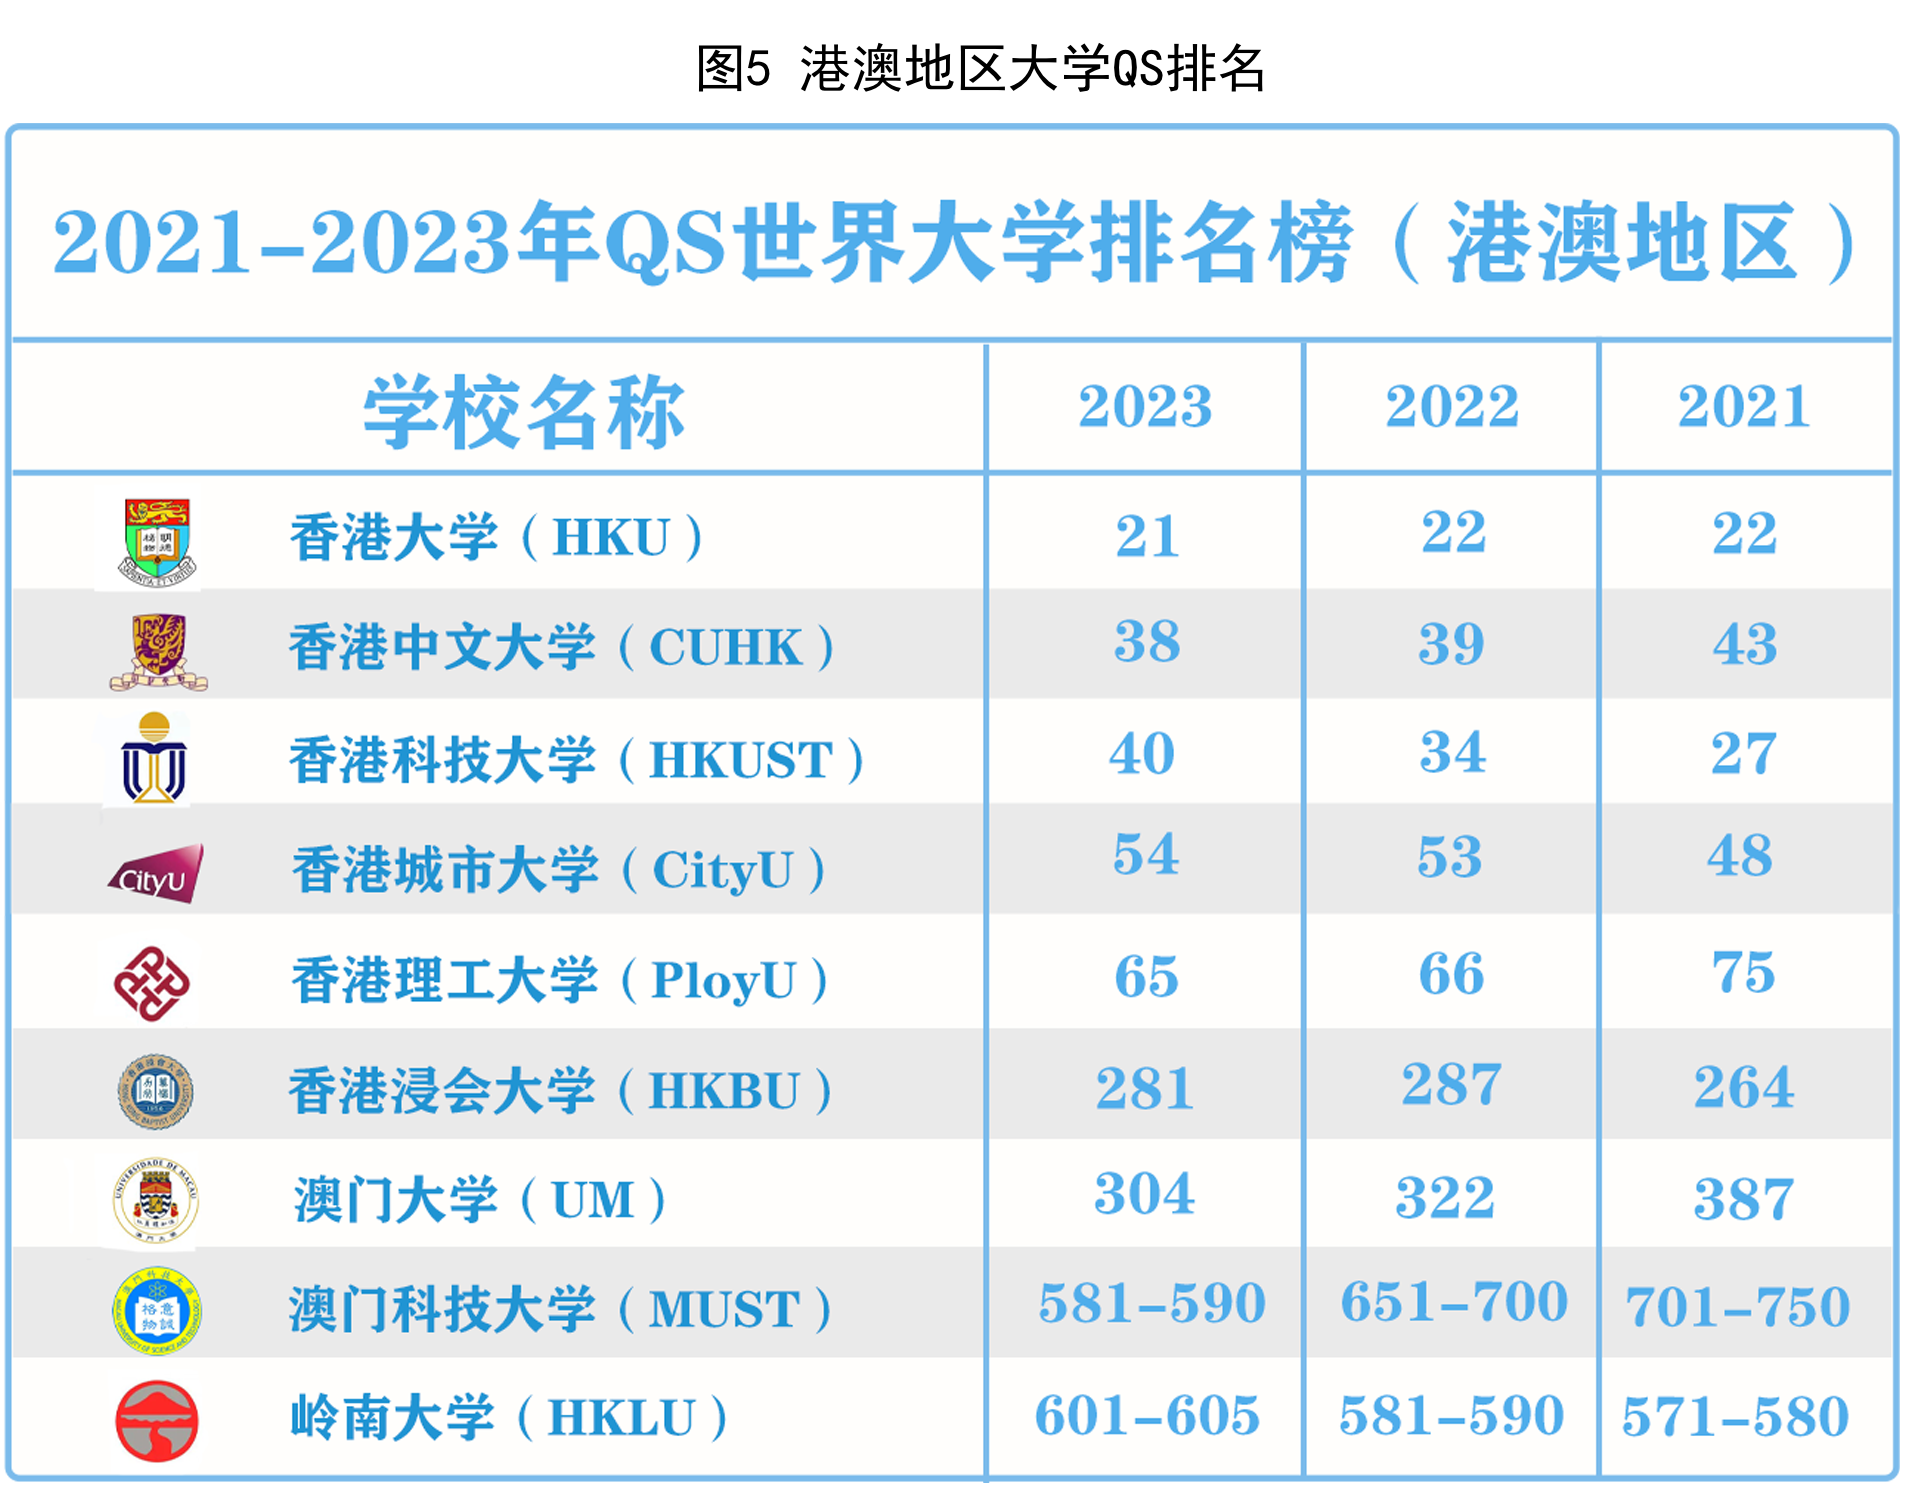 图5 港澳地区大学QS排名
2021-2023年QS世界大学排名榜（港澳地区）
学校名称 2023 2022 2021
香港大学（HKU） 21 22 22
香港中文大学（CUHK） 38 39 43
香港科技大学（HKUST） 40 34 27
CityU 香港城市大学（CityU） 54 53 48
香港理工大学（PloyU） 65 66 75
香港浸会大学（HKBU） 281 287 264
澳门大学（UM） 304 322 387
澳门科技大学（MUST） 581-590 651-700 701-750
岭南大学（HKLU） 601-605 581-590 571-580